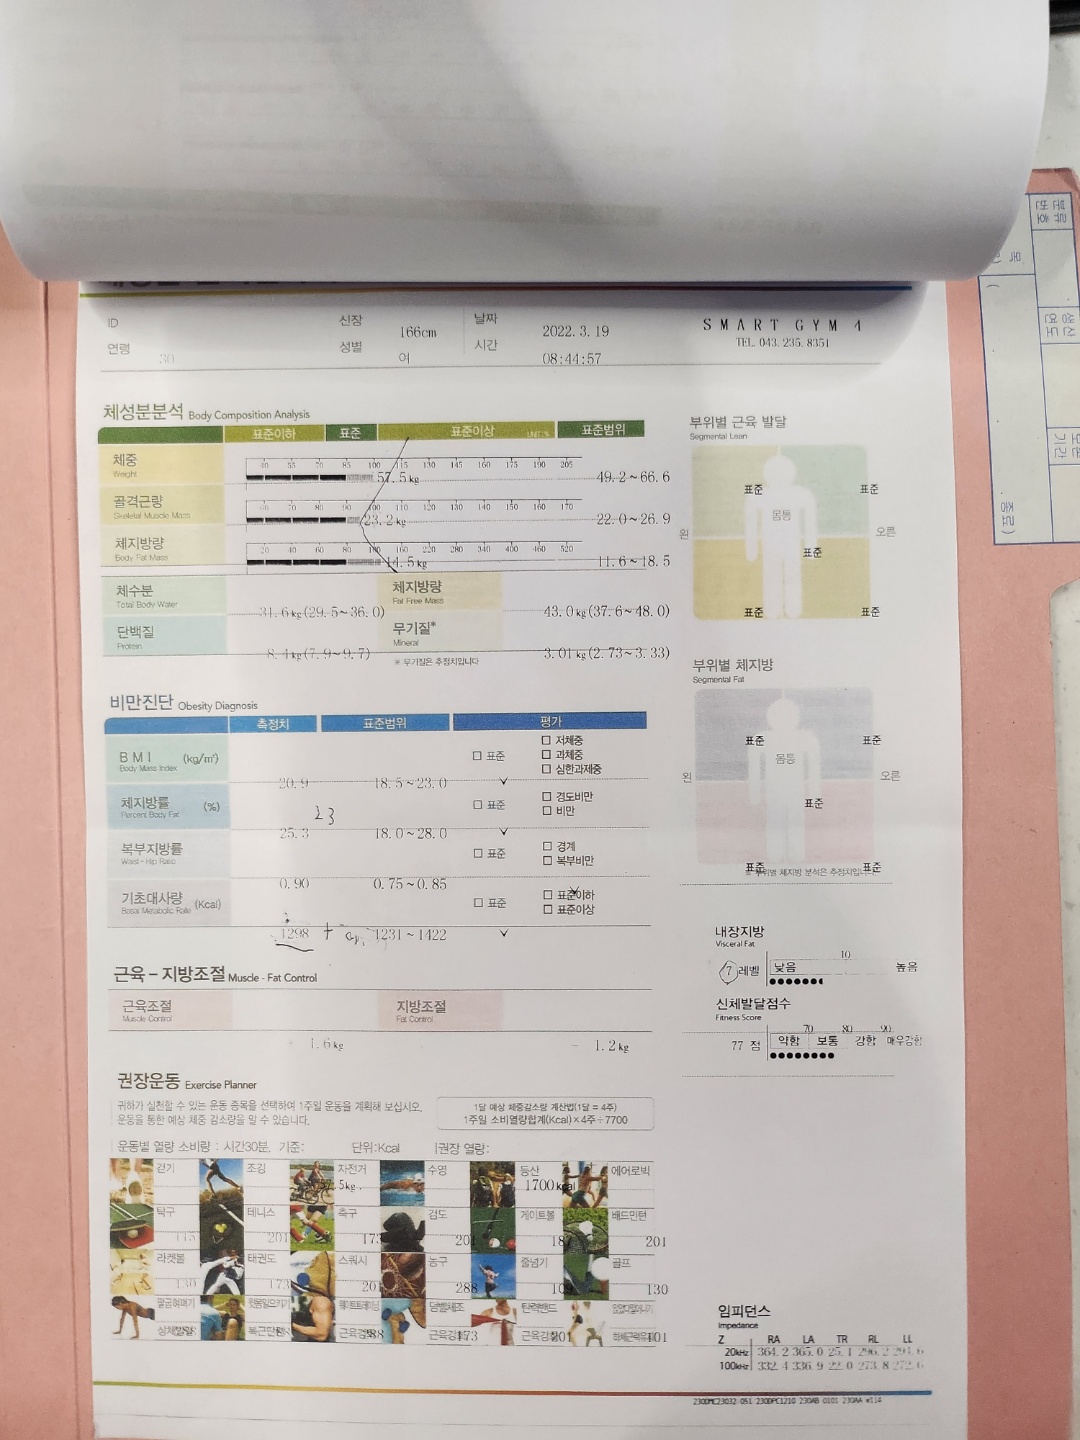 ID 신장 166cm 날짜 2022. 3. 19 SMART GYM 4
연령 30 성별 여 시간 08:44:57 TEL. 043. 235. 8351
체성분분석 Body Composition Analysis
표준이하 표준 표준이상 UNIT:% 표준범위
체중 40 55 70 85 100 115 130 145 160 175 190 205
Weight 57.5kg 49.2~66.6
골격근량 70 80 90 100 110 120 130 140 150 160 170
Skeletal Muscle Mass 23.2kg 22.0~26.9
체지방량 20 40 60 80 100 160 220 280 340 400 460 520
Body Fat Mass 14.5kg 11.6~18.5
체수분 체지방량
Total Body Water 31.6kg(29.5~36.0) Fat Free Mass 43.0kg(37.6~48.0)
단백질 무기질*
Protein 8.4kg(7.9~9.7) Mineral 3.01kg(2.73~3.33)
※ 무기질은 추정치입니다
비만진단 Obesity Diagnosis
측정치 표준범위 평가
BMI (kg/㎡) □ 표준 □ 저체중
Body Mass Index □ 과체중
□ 심한과체중
20.9 18.5~23.0 ∨
체지방률 (%) □ 표준 □ 경도비만
Percent Body Fat 23 □ 비만
25.3 18.0~28.0 ∨
복부지방률 □ 표준 □ 경계
Waist-Hip Ratio □ 복부비만
0.90 0.75~0.85 ∨
기초대사량 (Kcal) □ 표준 □ 표준이하
Basal Metabolic Rate □ 표준이상
1298 + 1231~1422 ∨
근육-지방조절 Muscle-Fat Control
근육조절 지방조절
Muscle Control Fat Control
1.6kg - 1.2kg
권장운동 Exercise Planner
귀하가 실천할 수 있는 운동 종목을 선택하여 1주일 운동을 계획해 보십시오.
운동을 통한 예상 체중 감소량을 알 수 있습니다.
1달 예상 체중감소량 계산법(1달 = 4주)
1주일 소비열량합계(Kcal)×4주÷7700
운동별 열량 소비량 : 시간30분, 기준: 단위:Kcal 권장 열량:
걷기 조깅 자전거 수영 등산 에어로빅
57.5kg. 1700kcal
탁구 테니스 축구 검도 게이트볼 배드민턴
115 201 173 201 187 201
라켓볼 태권도 스쿼시 농구 줄넘기 골프
130 173 201 288 109 130
팔굽혀펴기 윗몸일으키기 웨이트트레이닝 덤벨체조 탄력밴드 앉았다일어나기
상체발달 복근단련 근육강화 288 근육강화 173 근육강화 201 하체근력유지 101
부위별 근육 발달
Segmental Lean
표준 표준
몸통
왼 오른
표준
표준 표준
부위별 체지방
Segmental Fat
표준 표준
몸통
왼 오른
표준
표준 표준
※ 부위별 체지방 분석은 추정치입니다.
내장지방
Visceral Fat
10
7 레벨 낮음 높음
신체발달점수
Fitness Score
70 80 90
77 점 약함 보통 강함 매우강함
임피던스
Impedance
Z RA LA TR RL LL
20kHz 364.2 365.0 25.1 296.2 294.6
100kHz 332.4 336.9 22.0 273.8 272.6